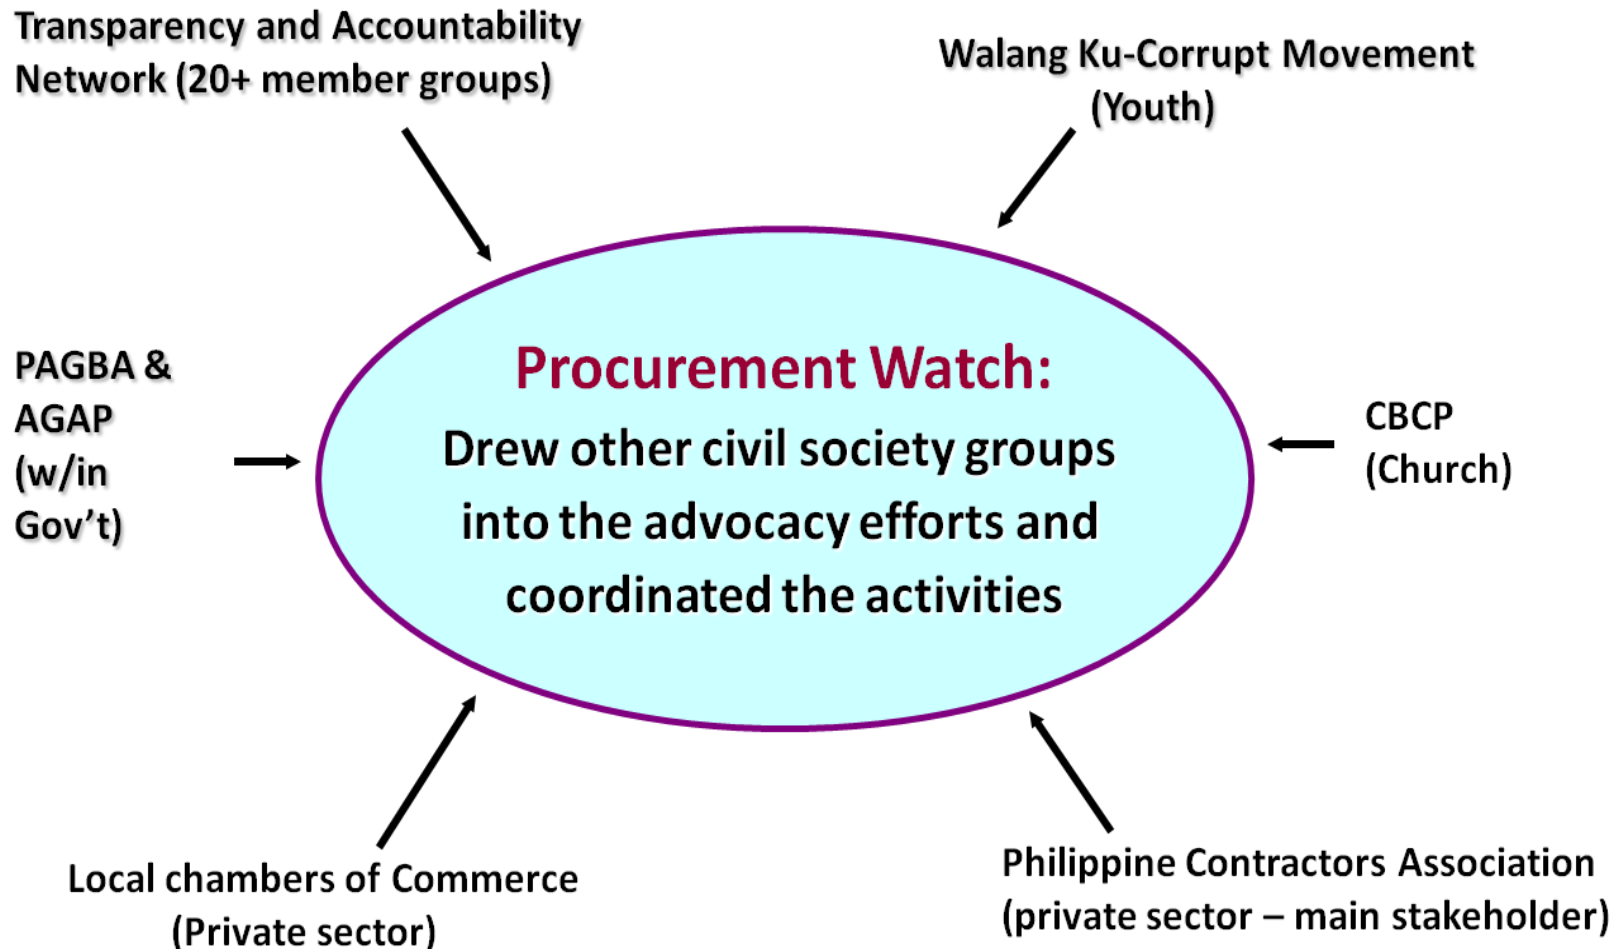 Transparency and Accountability
Network (20+ member groups)
Walang Ku-Corrupt Movement
(Youth)
PAGBA &
AGAP
(w/in
Gov’t)
Procurement Watch:
Drew other civil society groups
into the advocacy efforts and
coordinated the activities
CBCP
(Church)
Local chambers of Commerce
(Private sector)
Philippine Contractors Association
(private sector – main stakeholder)